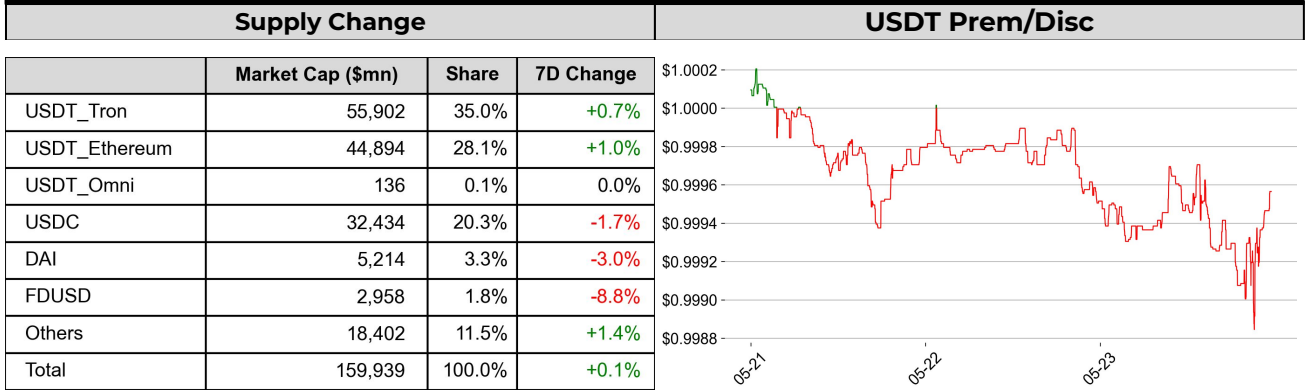 Supply Change
USDT Prem/Disc
Market Cap ($mn) Share 7D Change
USDT_Tron 55,902 35.0% +0.7%
USDT_Ethereum 44,894 28.1% +1.0%
USDT_Omni 136 0.1% 0.0%
USDC 32,434 20.3% -1.7%
DAI 5,214 3.3% -3.0%
FDUSD 2,958 1.8% -8.8%
Others 18,402 11.5% +1.4%
Total 159,939 100.0% +0.1%
$1.0002
$1.0000
$0.9998
$0.9996
$0.9994
$0.9992
$0.9990
$0.9988
05-21
05-22
05-23